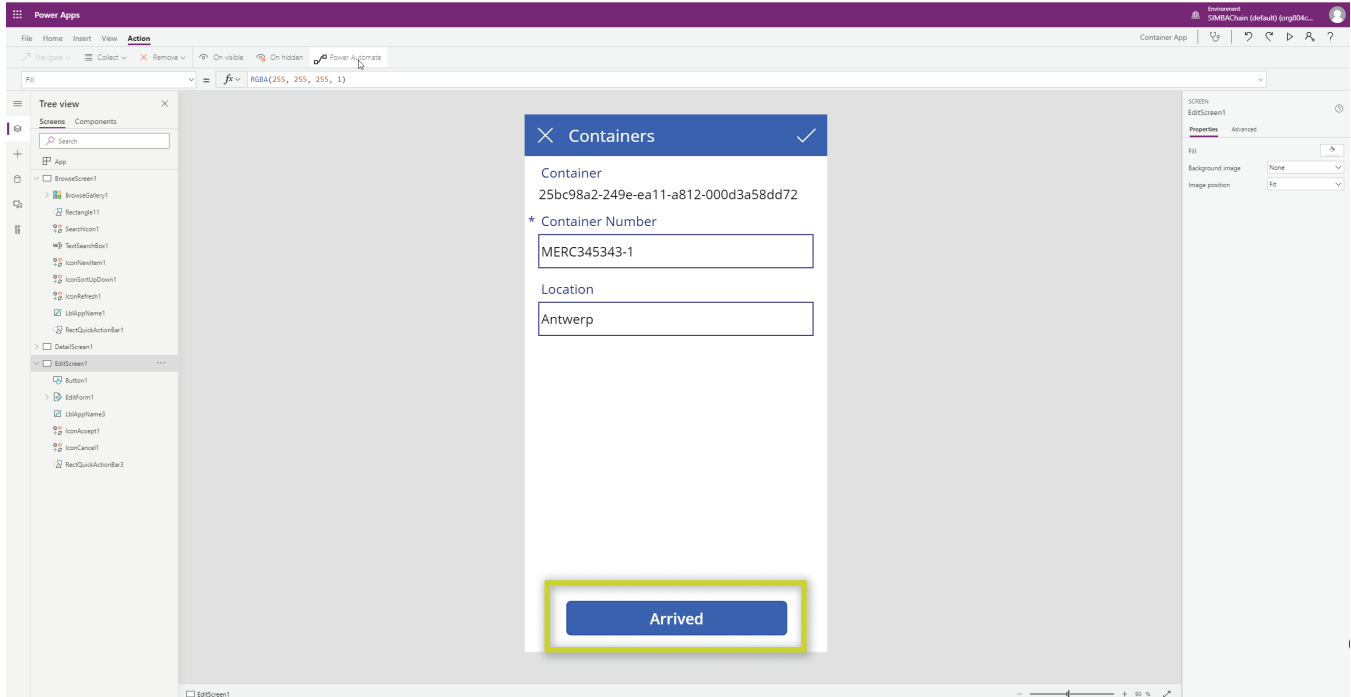 Power Apps
Environment
SIMBAChain (default) (org804c...
File Home Insert View Action
Container App
Navigate Collect Remove On visible On hidden Power Automate
Fill = fx RGBA(255, 255, 255, 1)
Tree view
Screens Components
Search
App
BrowseScreen1
BrowseGallery1
Rectangle11
SearchIcon1
TextSearchBox1
IconNewItem1
IconSortUpDown1
IconRefresh1
LblAppName1
RectQuickActionBar1
DetailScreen1
EditScreen1 ...
Button1
EditForm1
LblAppName3
IconAccept1
IconCancel1
RectQuickActionBar3
Containers
Container
25bc98a2-249e-ea11-a812-000d3a58dd72
* Container Number
MERC345343-1
Location
Antwerp
Arrived
SCREEN
EditScreen1
Properties Advanced
Fill
Background image None
Image position Fit
EditScreen1
90 %